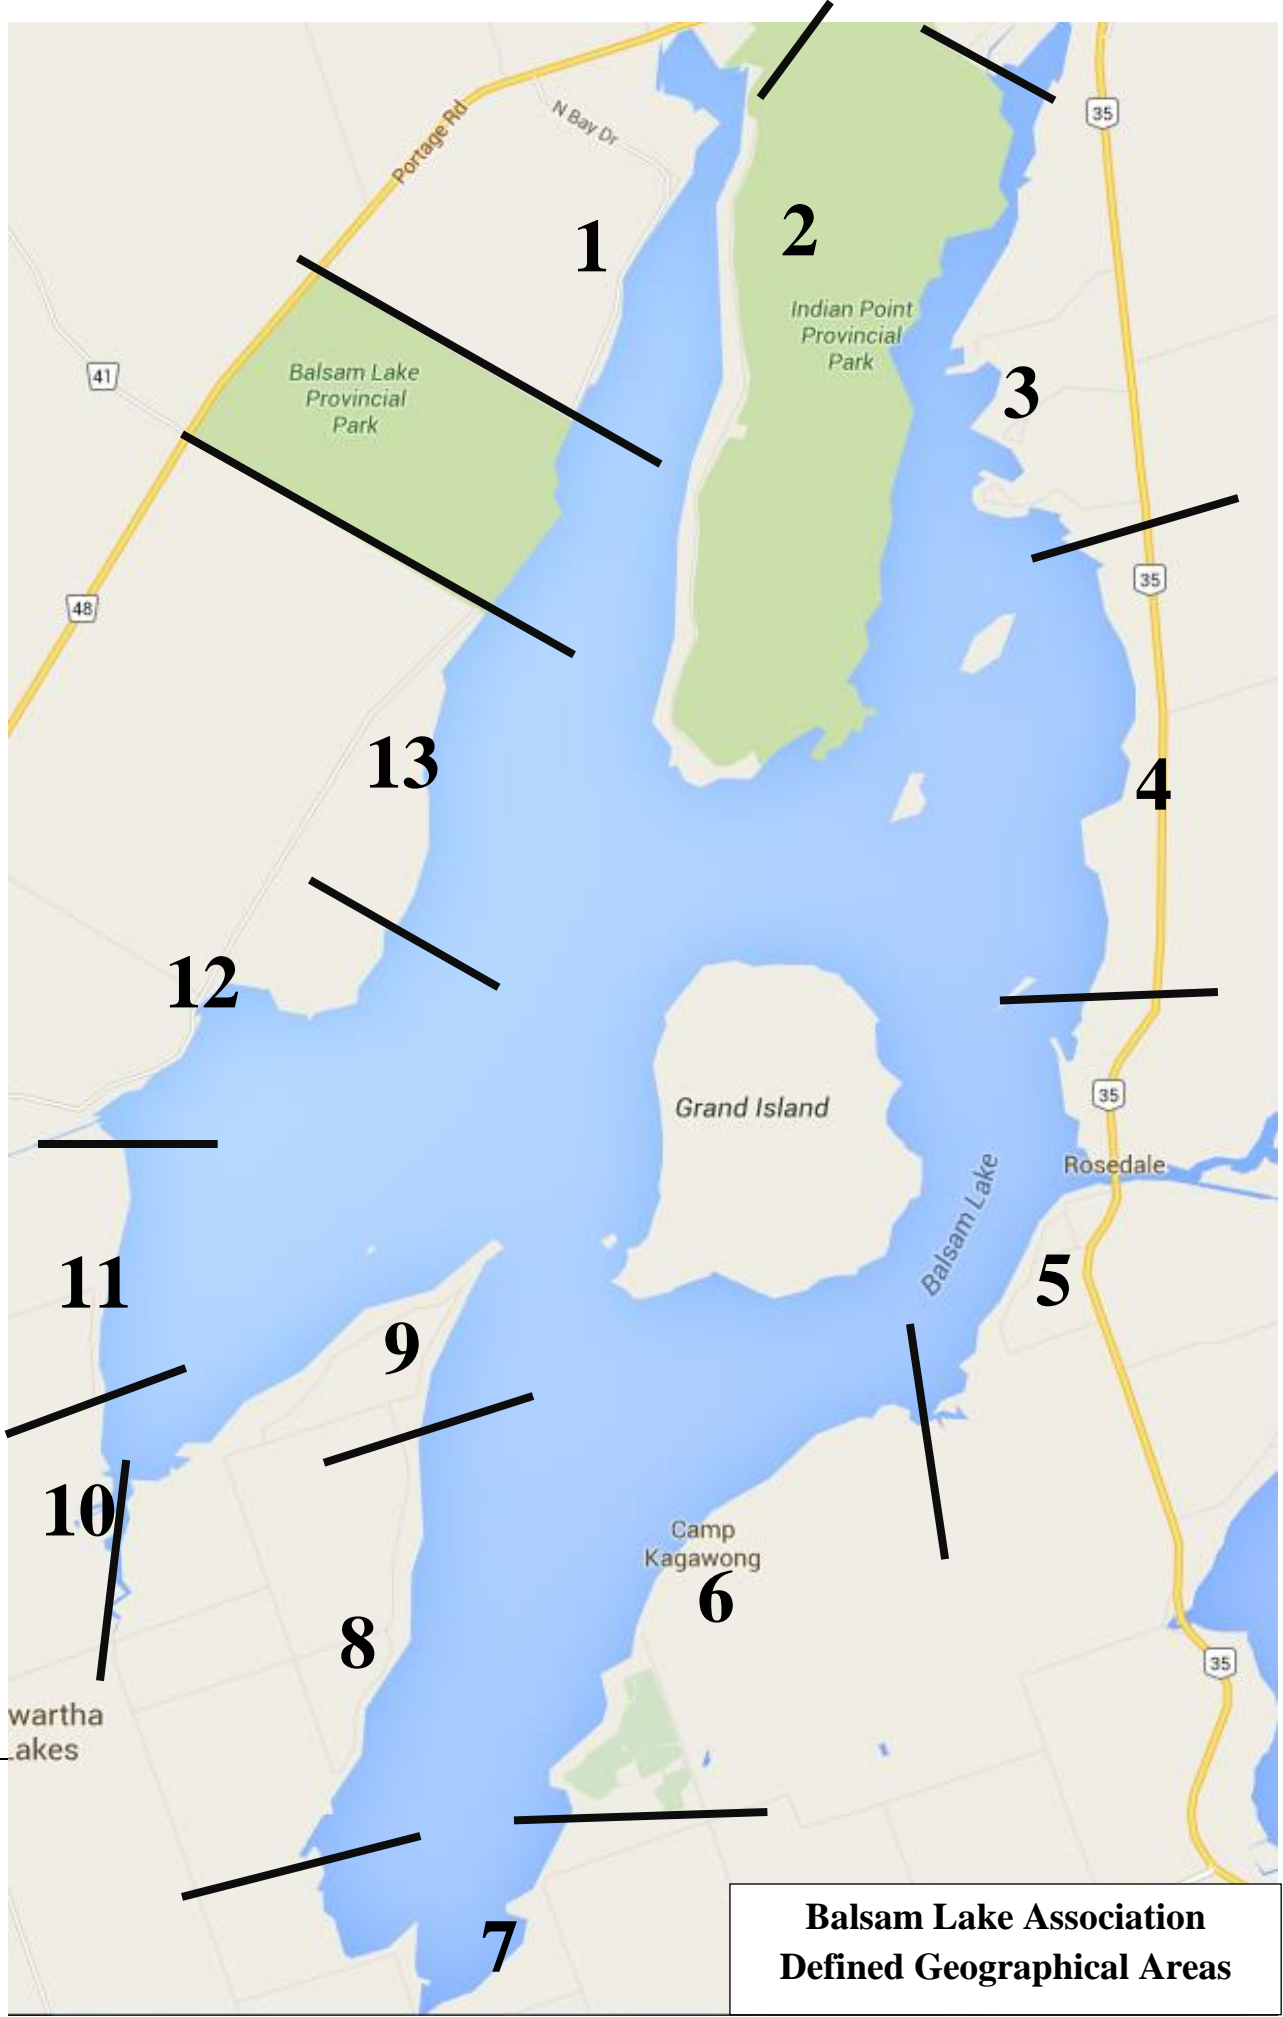 35
Portage Rd
N Bay Dr
1
2
Indian Point
Provincial
Park
41
Balsam Lake
Provincial
Park
3
48
35
13
4
12
Grand Island
35
Rosedale
Balsam Lake
11
5
9
10
Camp
Kagawong
6
8
35
wartha
akes
7
Balsam Lake Association
Defined Geographical Areas